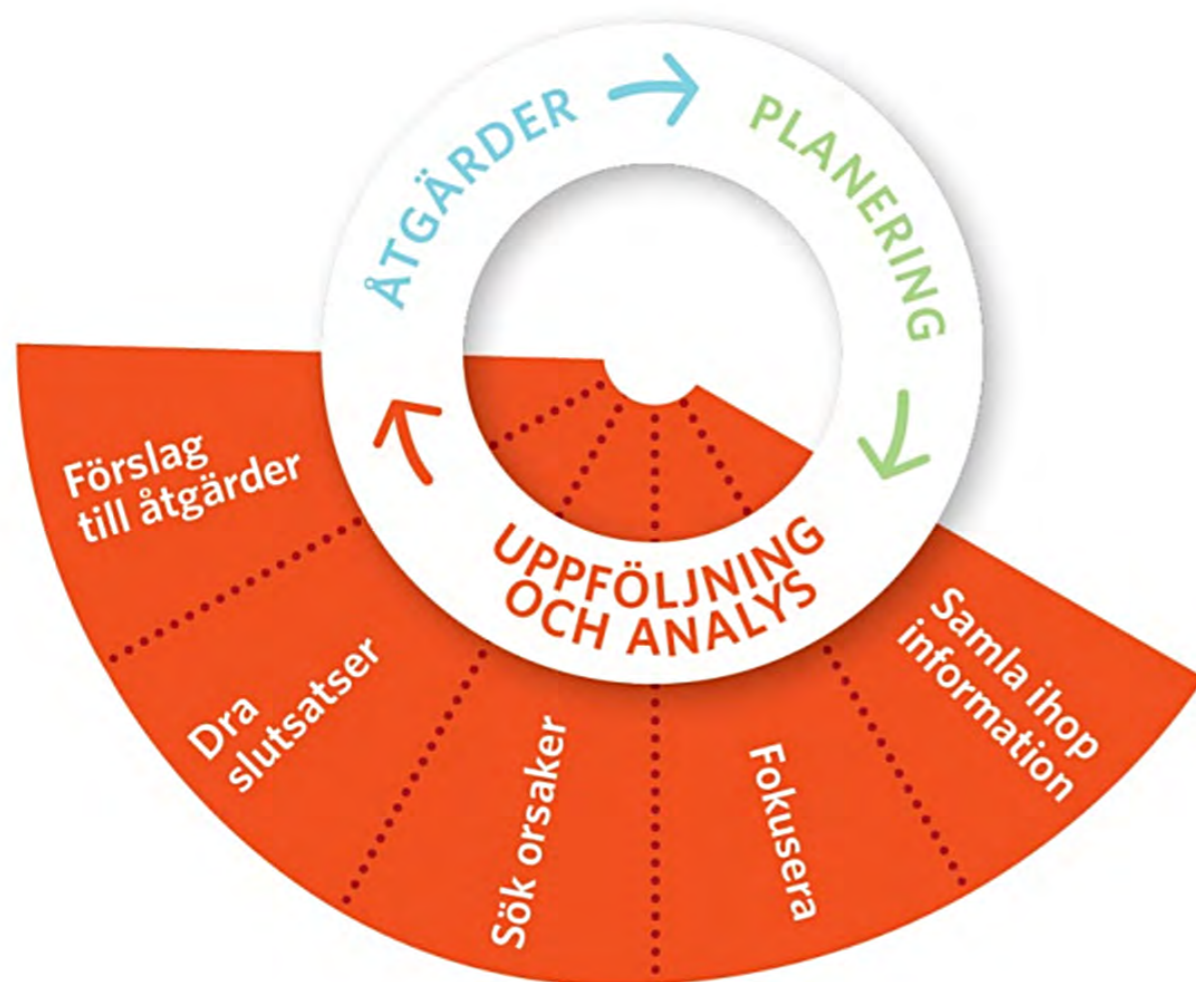 ÅTGÄRDER
PLANERING
UPPFÖLJNING
OCH ANALYS
Samla ihop
information
Fokusera
Sök orsaker
Dra
slutsatser
Förslag
till åtgärder